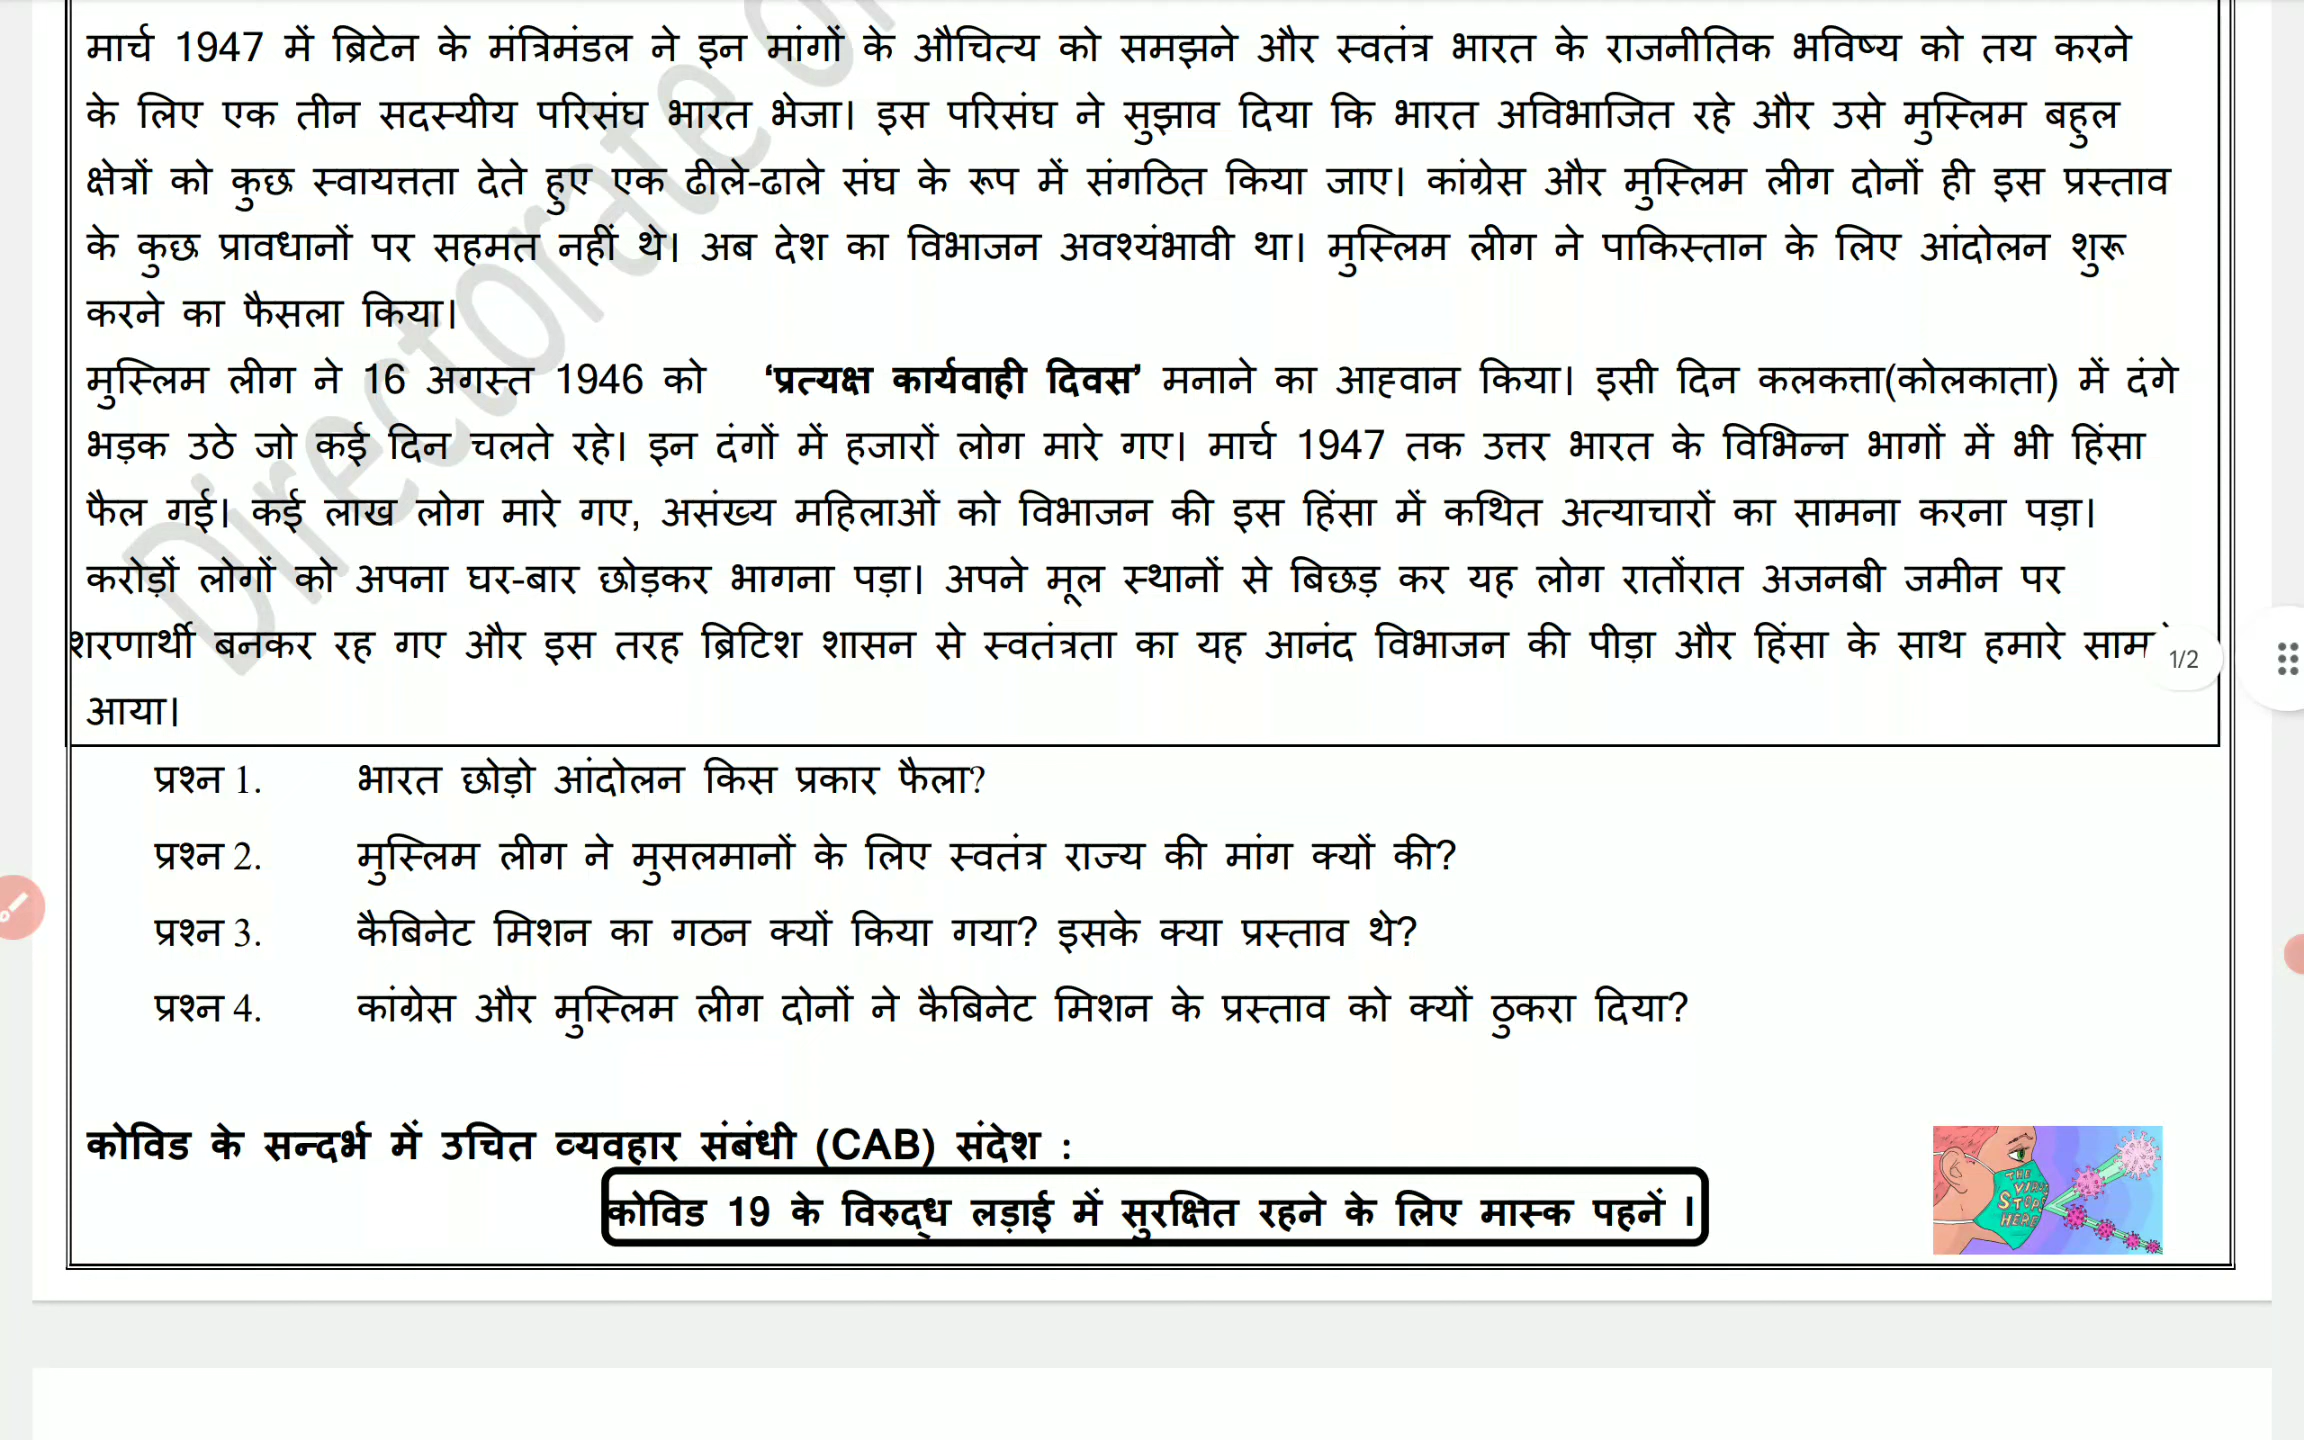 मार्च 1947 में ब्रिटेन के मंत्रिमंडल ने इन मांगों के औचित्य को समझने और स्वतंत्र भारत के राजनीतिक भविष्य को तय करने
के लिए एक तीन सदस्यीय परिसंघ भारत भेजा। इस परिसंघ ने सुझाव दिया कि भारत अविभाजित रहे और उसे मुस्लिम बहुल
क्षेत्रों को कुछ स्वायत्तता देते हुए एक ढीले-ढाले संघ के रूप में संगठित किया जाए। कांग्रेस और मुस्लिम लीग दोनों ही इस प्रस्ताव
के कुछ प्रावधानों पर सहमत नहीं थे। अब देश का विभाजन अवश्यंभावी था। मुस्लिम लीग ने पाकिस्तान के लिए आंदोलन शुरू
करने का फैसला किया।
मुस्लिम लीग ने 16 अगस्त 1946 को ‘प्रत्यक्ष कार्यवाही दिवस’ मनाने का आह्वान किया। इसी दिन कलकत्ता(कोलकाता) में दंगे
भड़क उठे जो कई दिन चलते रहे। इन दंगों में हजारों लोग मारे गए। मार्च 1947 तक उत्तर भारत के विभिन्न भागों में भी हिंसा
फैल गई। कई लाख लोग मारे गए, असंख्य महिलाओं को विभाजन की इस हिंसा में कथित अत्याचारों का सामना करना पड़ा।
करोड़ों लोगों को अपना घर-बार छोड़कर भागना पड़ा। अपने मूल स्थानों से बिछड़ कर यह लोग रातोंरात अजनबी जमीन पर
शरणार्थी बनकर रह गए और इस तरह ब्रिटिश शासन से स्वतंत्रता का यह आनंद विभाजन की पीड़ा और हिंसा के साथ हमारे 1/2
आया।
प्रश्न 1. भारत छोड़ो आंदोलन किस प्रकार फैला?
प्रश्न 2. मुस्लिम लीग ने मुसलमानों के लिए स्वतंत्र राज्य की मांग क्यों की?
प्रश्न 3. कैबिनेट मिशन का गठन क्यों किया गया? इसके क्या प्रस्ताव थे?
प्रश्न 4. कांग्रेस और मुस्लिम लीग दोनों ने कैबिनेट मिशन के प्रस्ताव को क्यों ठुकरा दिया?
कोविड के सन्दर्भ में उचित व्यवहार संबंधी (CAB) संदेश :
कोविड 19 के विरुद्ध लड़ाई में सुरक्षित रहने के लिए मास्क पहनें ।
THE
VIRUS
STOPS
HERE
Directorate of